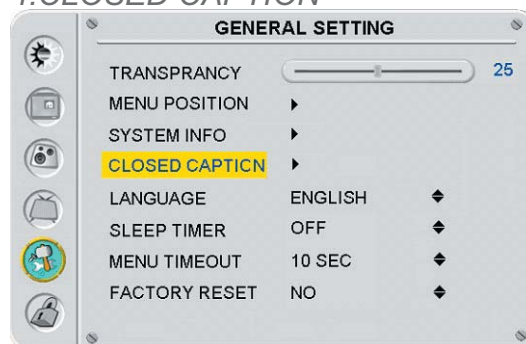 GENERAL SETTING
TRANSPRANCY 25
MENU POSITION
SYSTEM INFO
CLOSED CAPTICN
LANGUAGE ENGLISH
SLEEP TIMER OFF
MENU TIMEOUT 10 SEC
FACTORY RESET NO